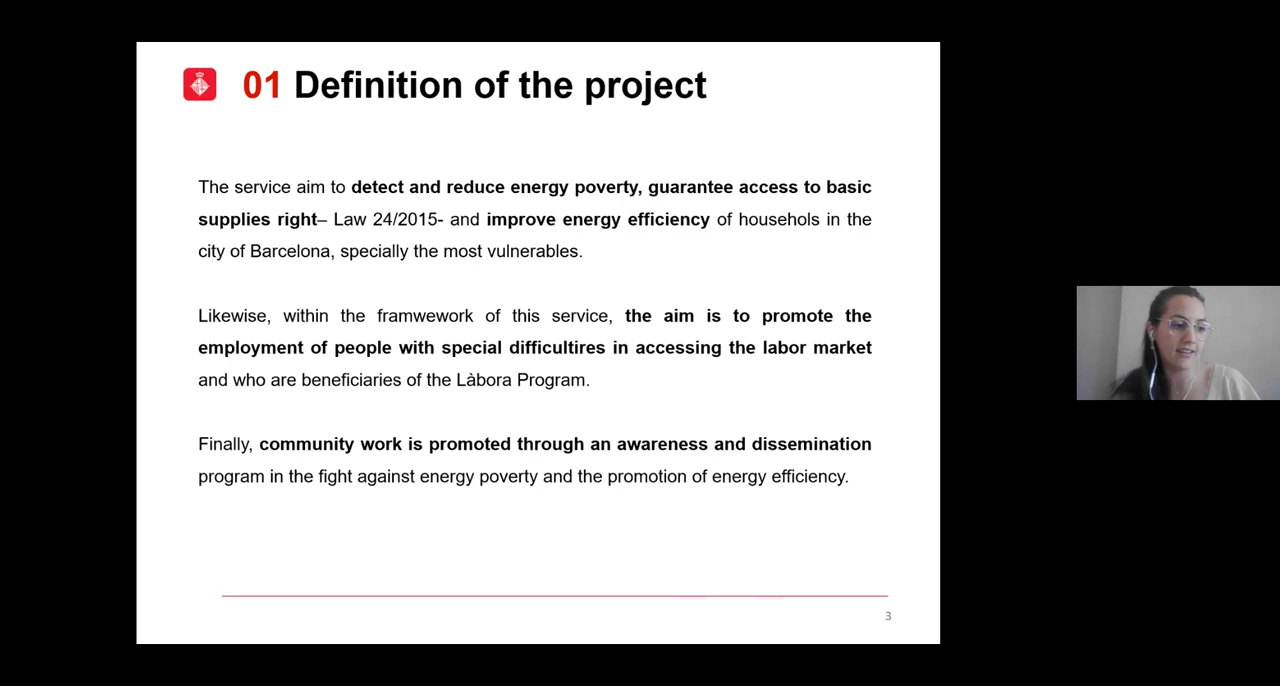 01 Definition of the project
The service aim to detect and reduce energy poverty, guarantee access to basic
supplies right– Law 24/2015- and improve energy efficiency of househols in the
city of Barcelona, specially the most vulnerables.
Likewise, within the framwework of this service, the aim is to promote the
employment of people with special difficultires in accessing the labor market
and who are beneficiaries of the Làbora Program.
Finally, community work is promoted through an awareness and dissemination
program in the fight against energy poverty and the promotion of energy efficiency.
3